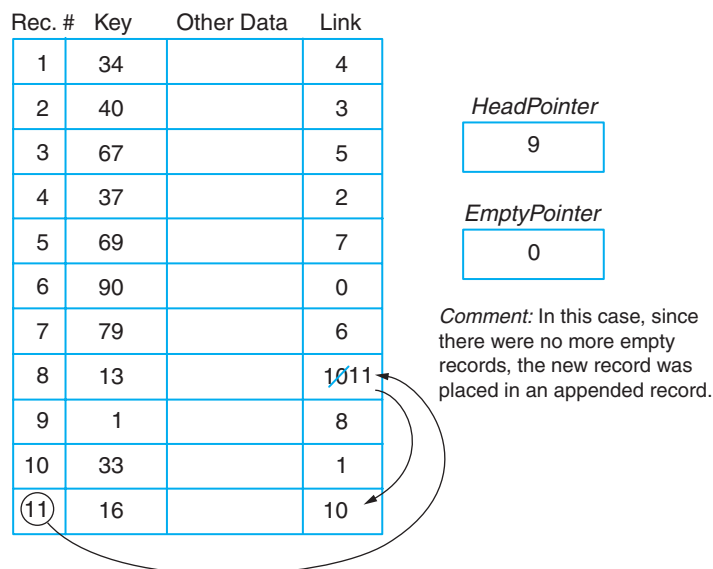 Rec. # Key Other Data Link
1 34 4
2 40 3
3 67 5
4 37 2
5 69 7
6 90 0
7 79 6
8 13 10 11
9 1 8
10 33 1
11 16 10
HeadPointer
9
EmptyPointer
0
Comment: In this case, since
there were no more empty
records, the new record was
placed in an appended record.